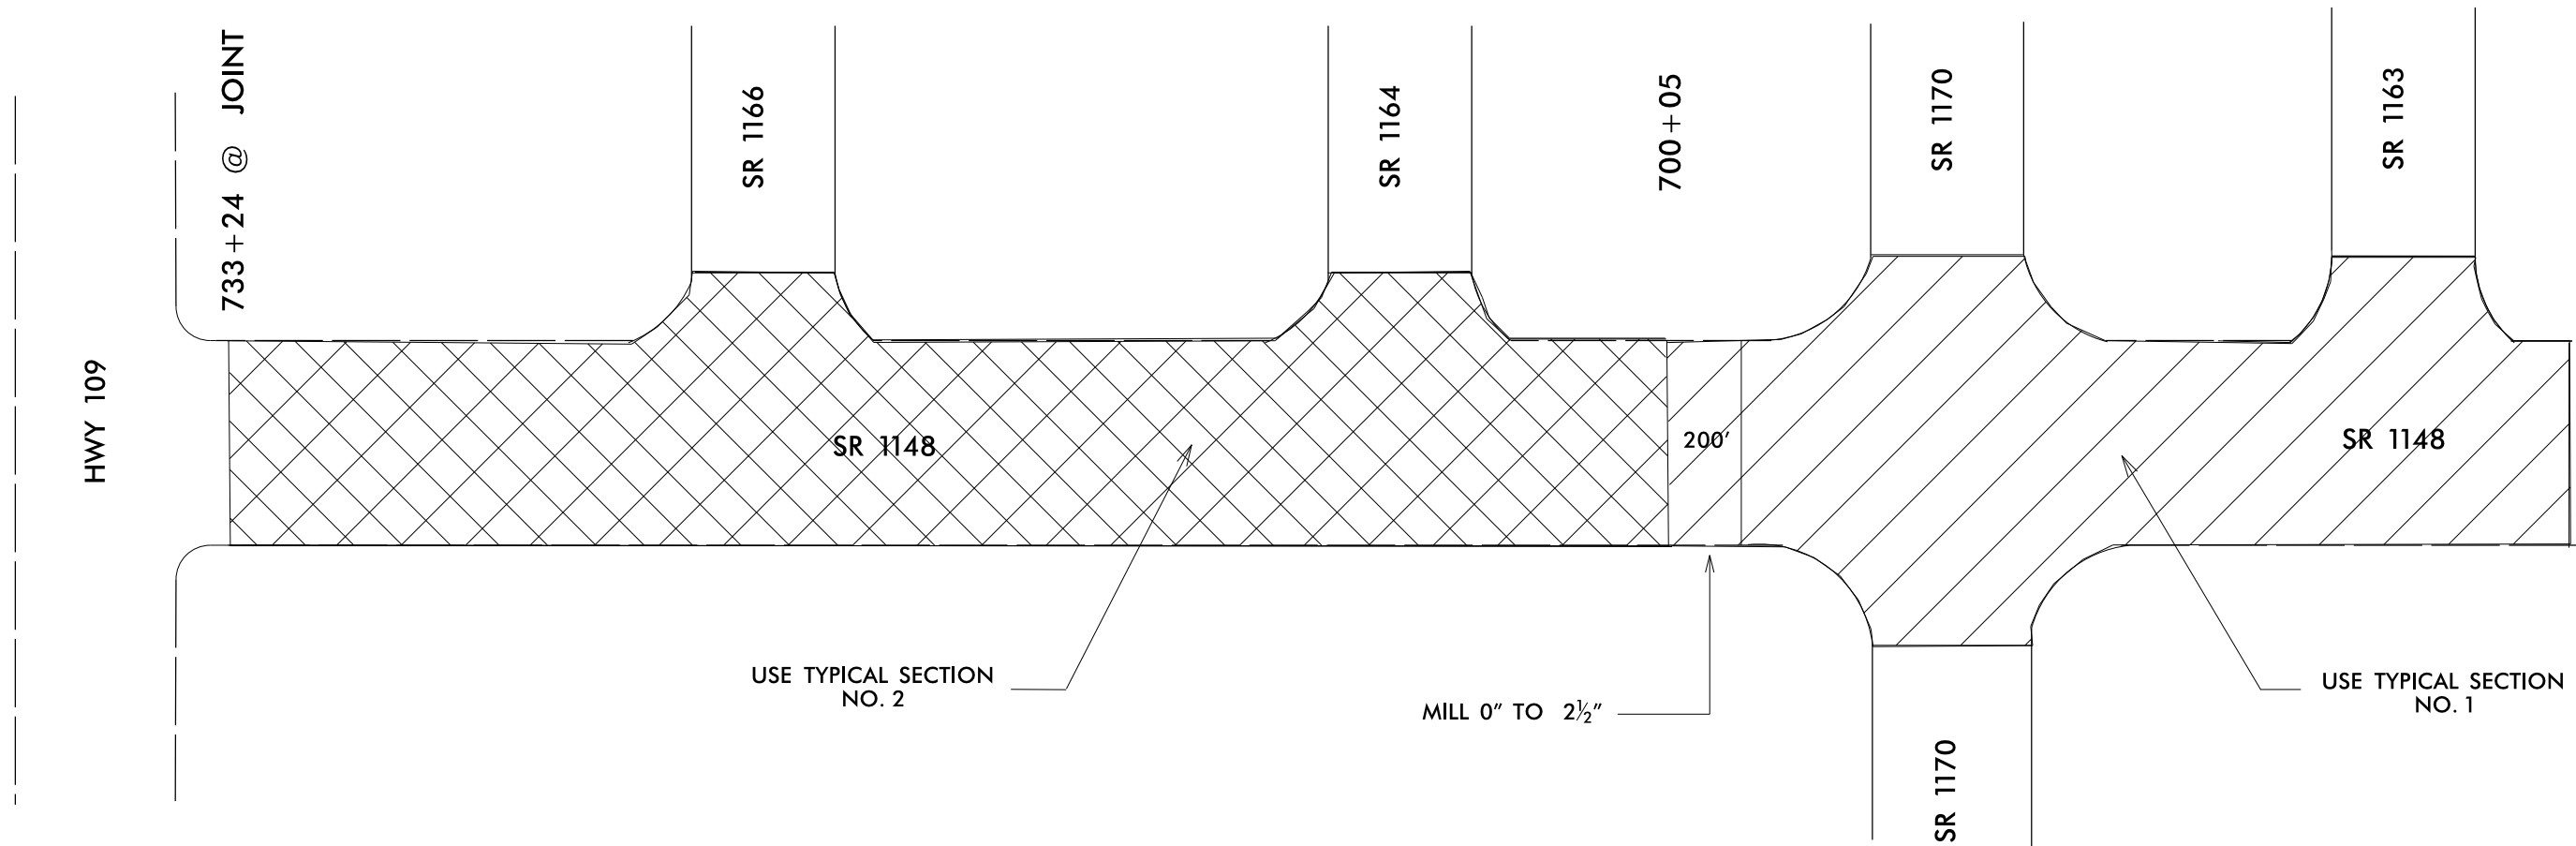 733+24 @ JOINT
SR 1166
SR 1164
700+05
SR 1170
SR 1163
HWY 109
SR 1148
200'
SR 1148
USE TYPICAL SECTION
NO. 2
MILL 0" TO 2½"
USE TYPICAL SECTION
NO. 1
SR 1170